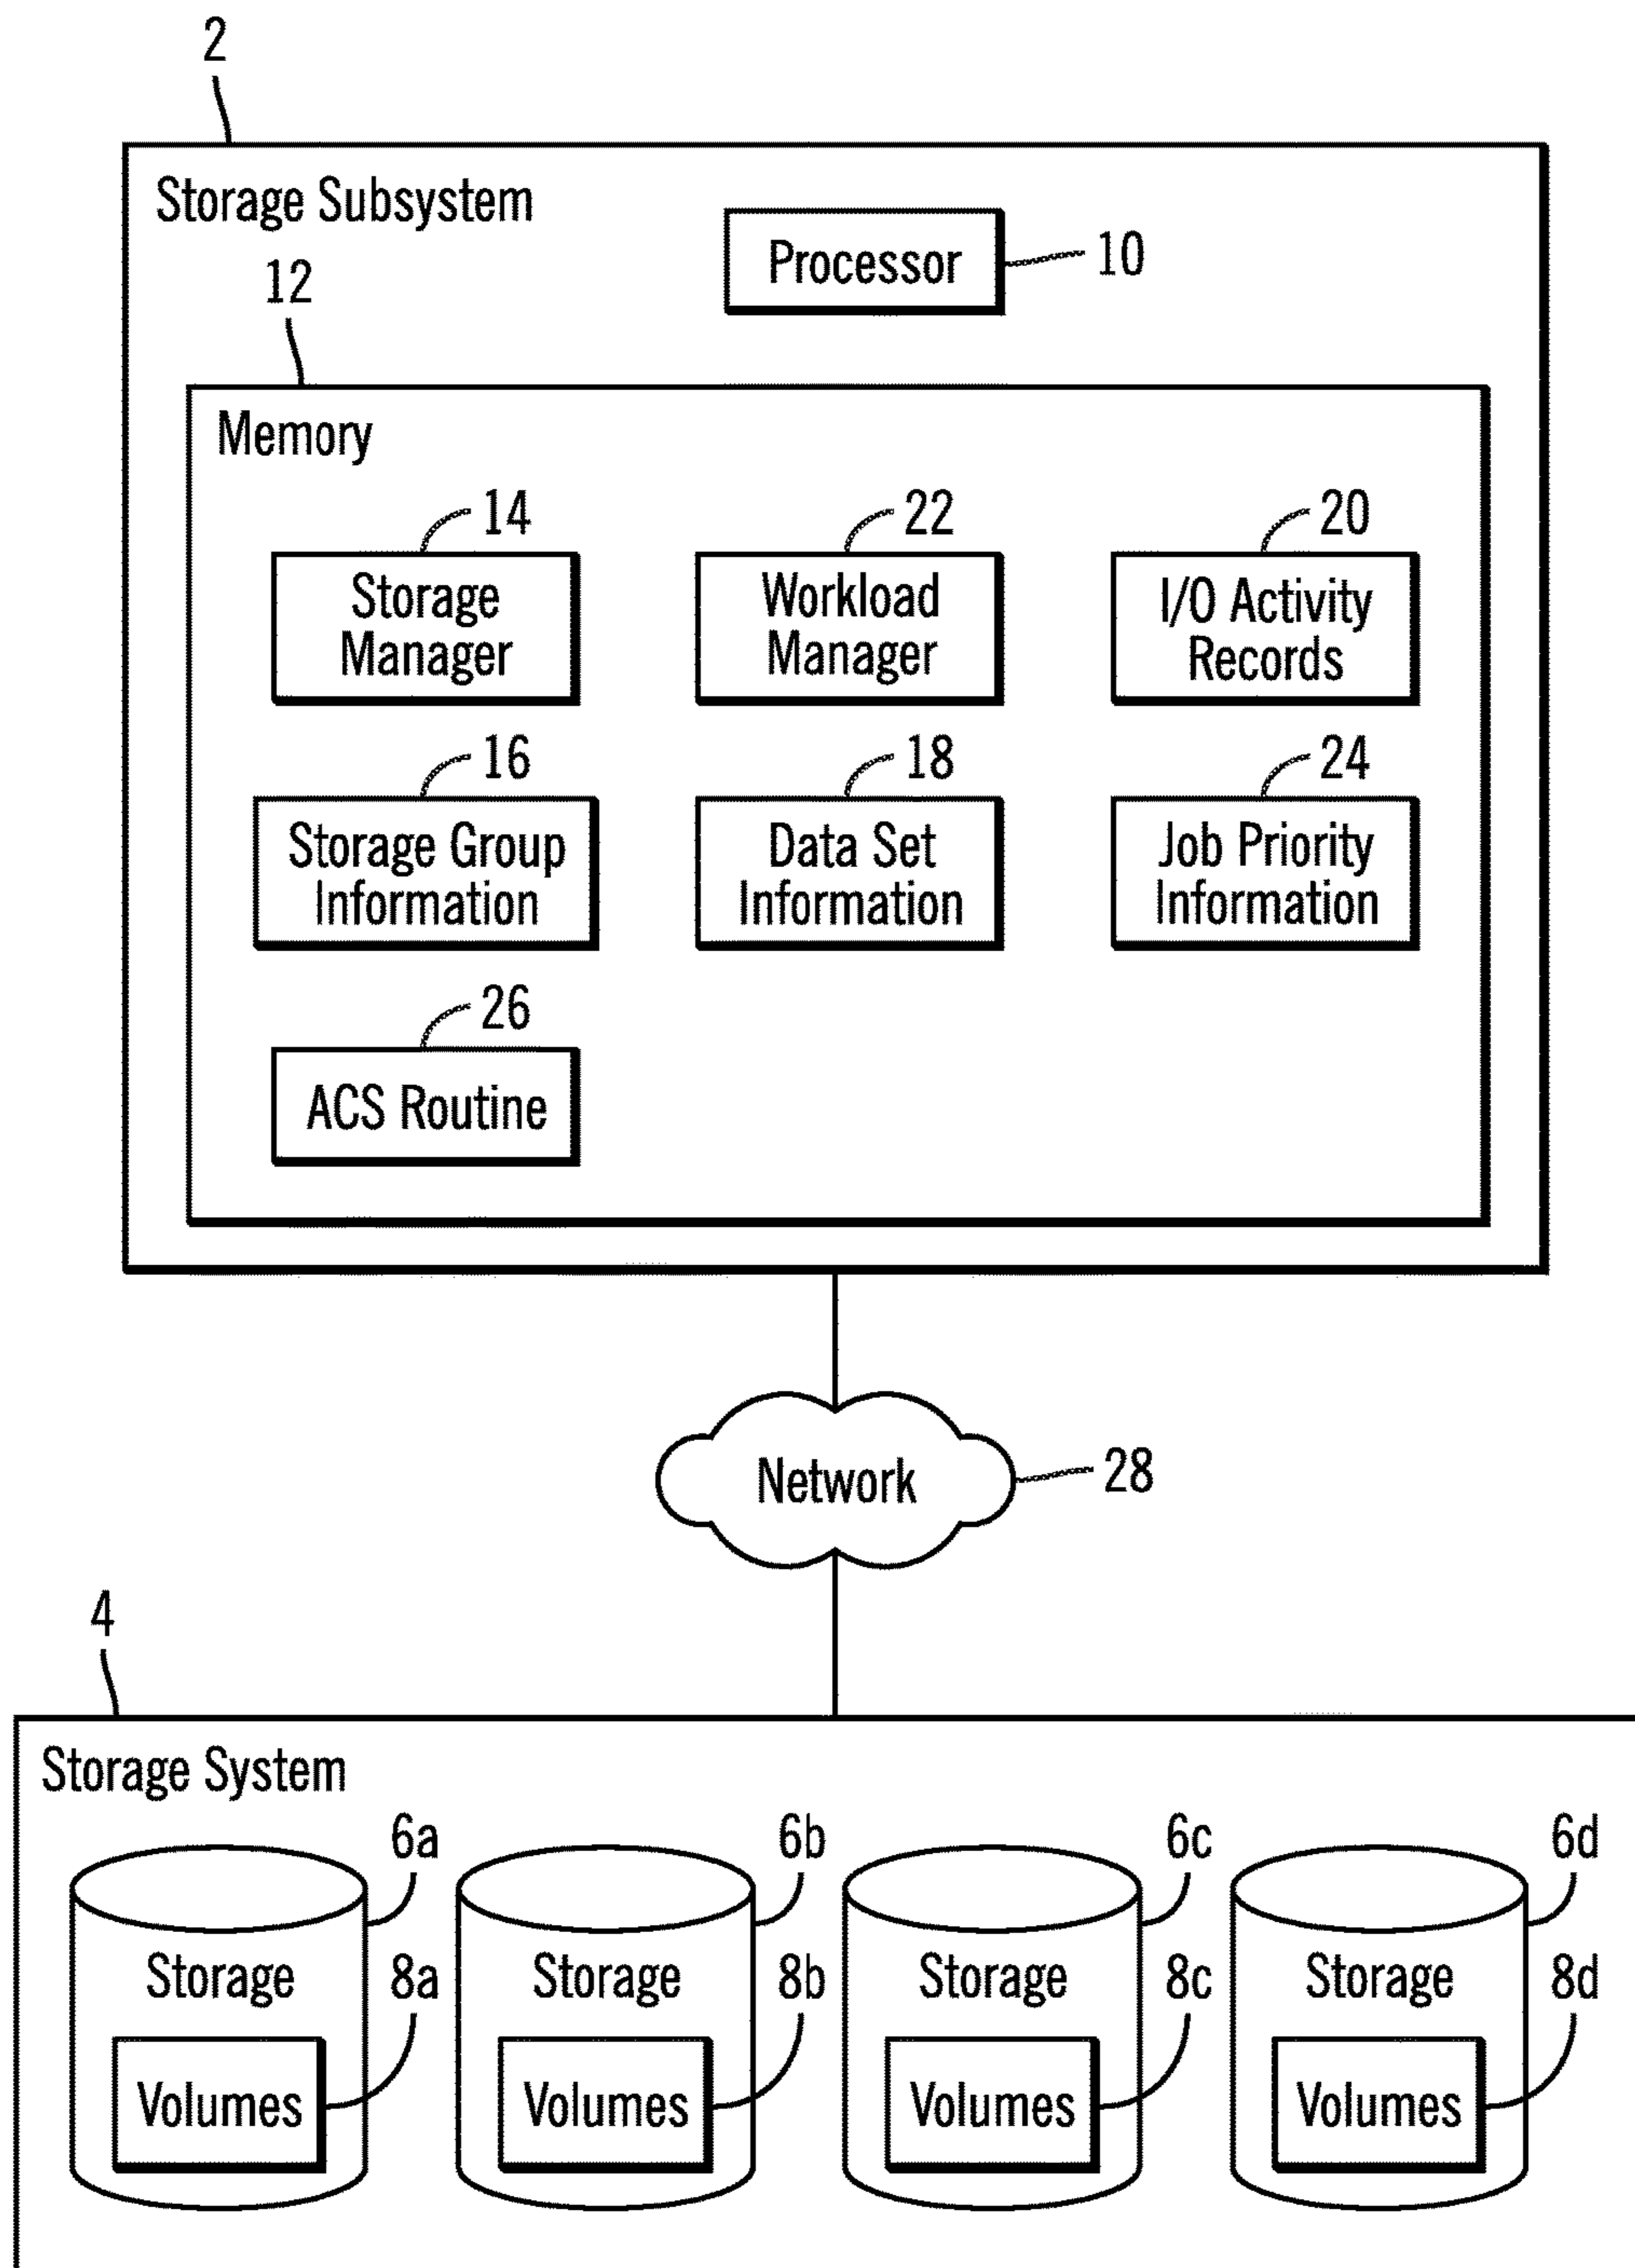 2
Storage Subsystem
Processor
10
12
Memory
14
22
20
Storage
Manager
Workload
Manager
I/O Activity
Records
16
18
24
Storage Group
Information
Data Set
Information
Job Priority
Information
26
ACS Routine
Network
28
4
Storage System
6a
6b
6c
6d
Storage
8a
Storage
8b
Storage
8c
Storage
8d
Volumes
Volumes
Volumes
Volumes